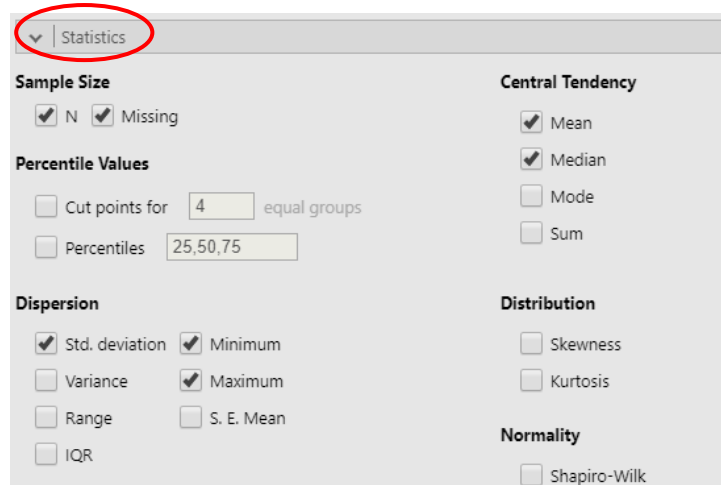 Statistics
Sample Size
N Missing
Percentile Values
Cut points for 4 equal groups
Percentiles 25,50,75
Dispersion
Std. deviation Minimum
Variance Maximum
Range S. E. Mean
IQR
Central Tendency
Mean
Median
Mode
Sum
Distribution
Skewness
Kurtosis
Normality
Shapiro-Wilk